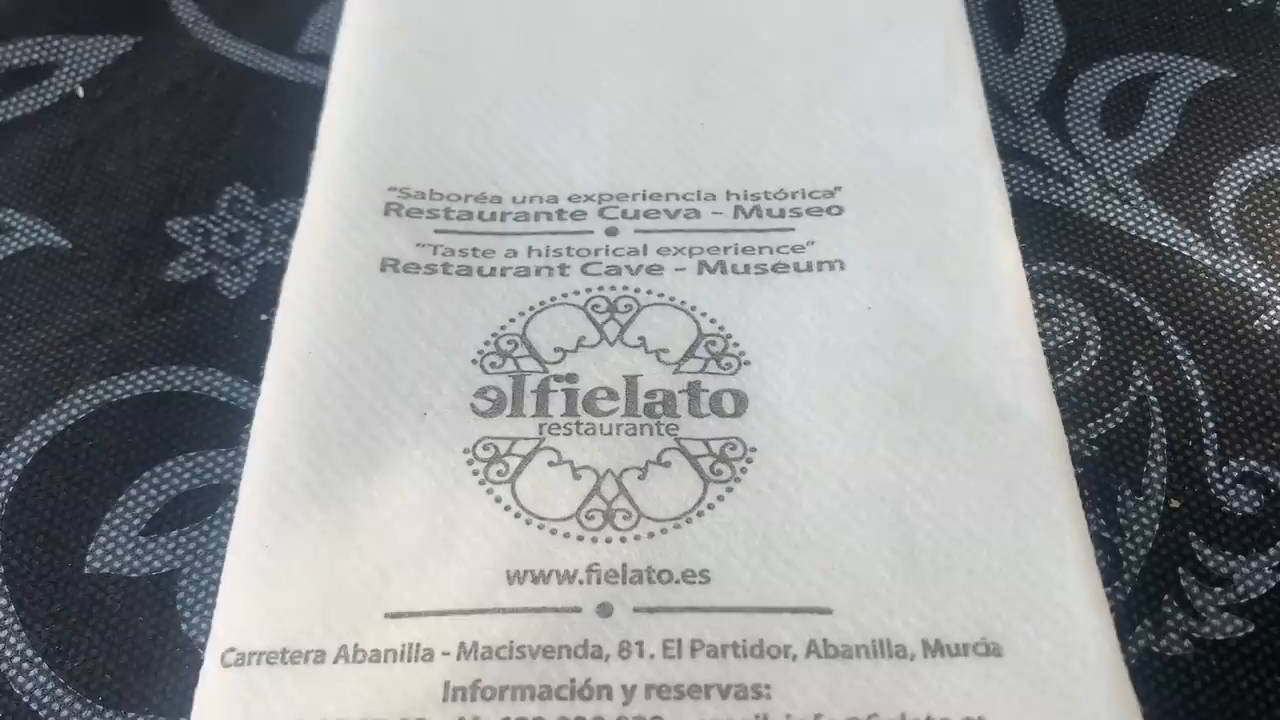 "Saboréa una experiencia histórica"
Restaurante Cueva - Museo
"Taste a historical experience"
Restaurant Cave - Museum
elfielato
restaurante
www.fielato.es
Carretera Abanilla - Macisvenda, 81. El Partidor, Abanilla, Murcia
Información y reservas: